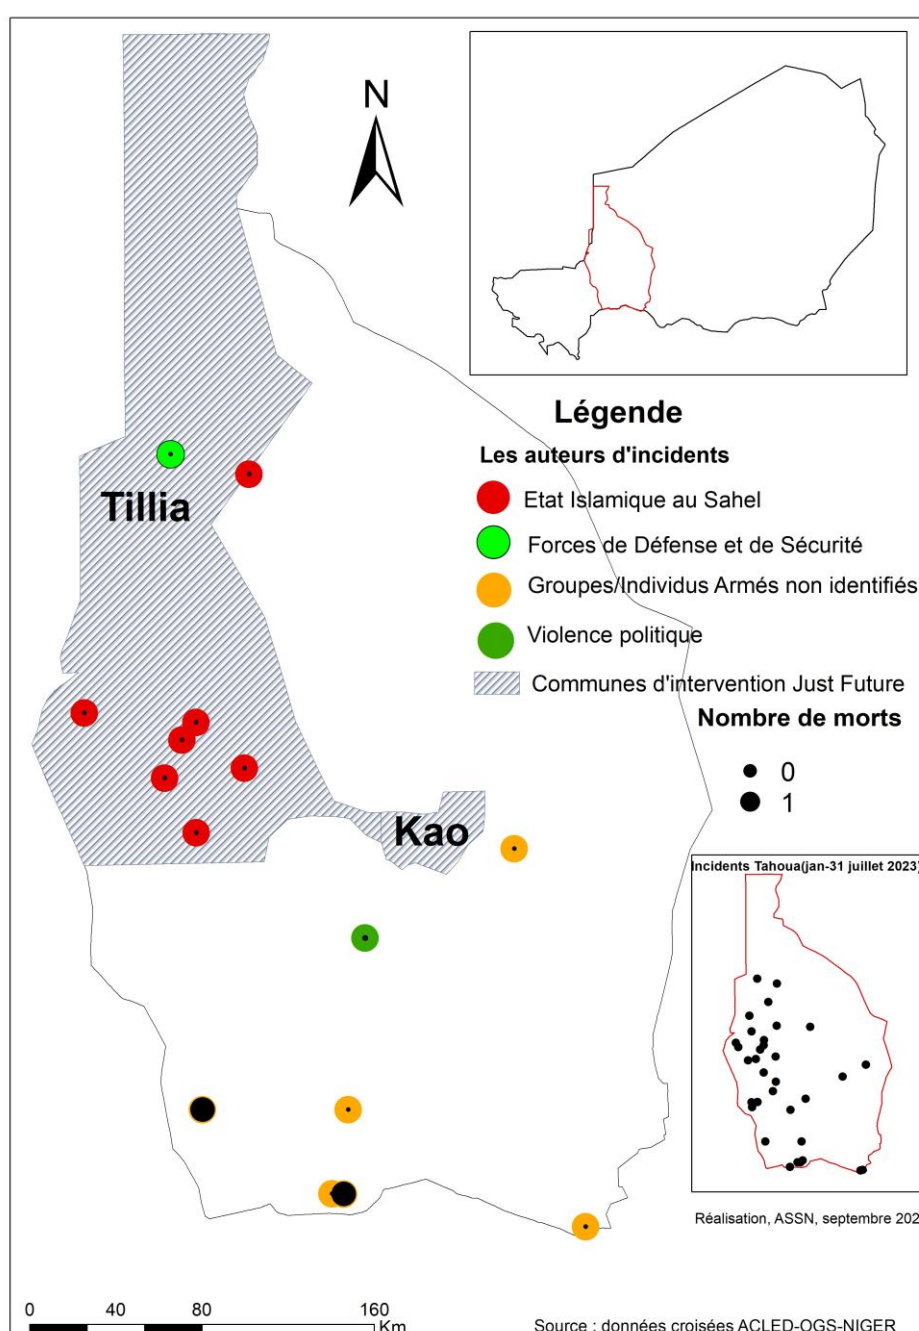 N
Légende
Les auteurs d'incidents
Etat Islamique au Sahel
Forces de Défense et de Sécurité
Groupes/Individus Armés non identifiés
Violence politique
Communes d'intervention Just Future
Nombre de morts
0
1
Tillia
Kao
Incidents Tahoua(jan-31 juillet 2023)
Réalisation, ASSN, septembre 202
0 40 80 160
Km
Source : données croisées ACLED-OGS-NIGER